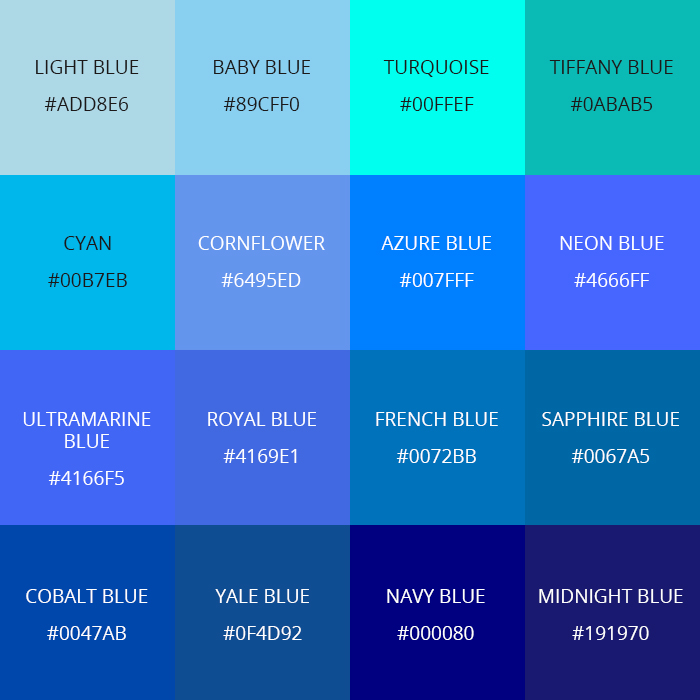 LIGHT BLUE
#ADD8E6
BABY BLUE
#89CFF0
TURQUOISE
#00FFEF
TIFFANY BLUE
#0ABAB5
CYAN
#00B7EB
CORNFLOWER
#6495ED
AZURE BLUE
#007FFF
NEON BLUE
#4666FF
ULTRAMARINE
BLUE
#4166F5
ROYAL BLUE
#4169E1
FRENCH BLUE
#0072BB
SAPPHIRE BLUE
#0067A5
COBALT BLUE
#0047AB
YALE BLUE
#0F4D92
NAVY BLUE
#000080
MIDNIGHT BLUE
#191970